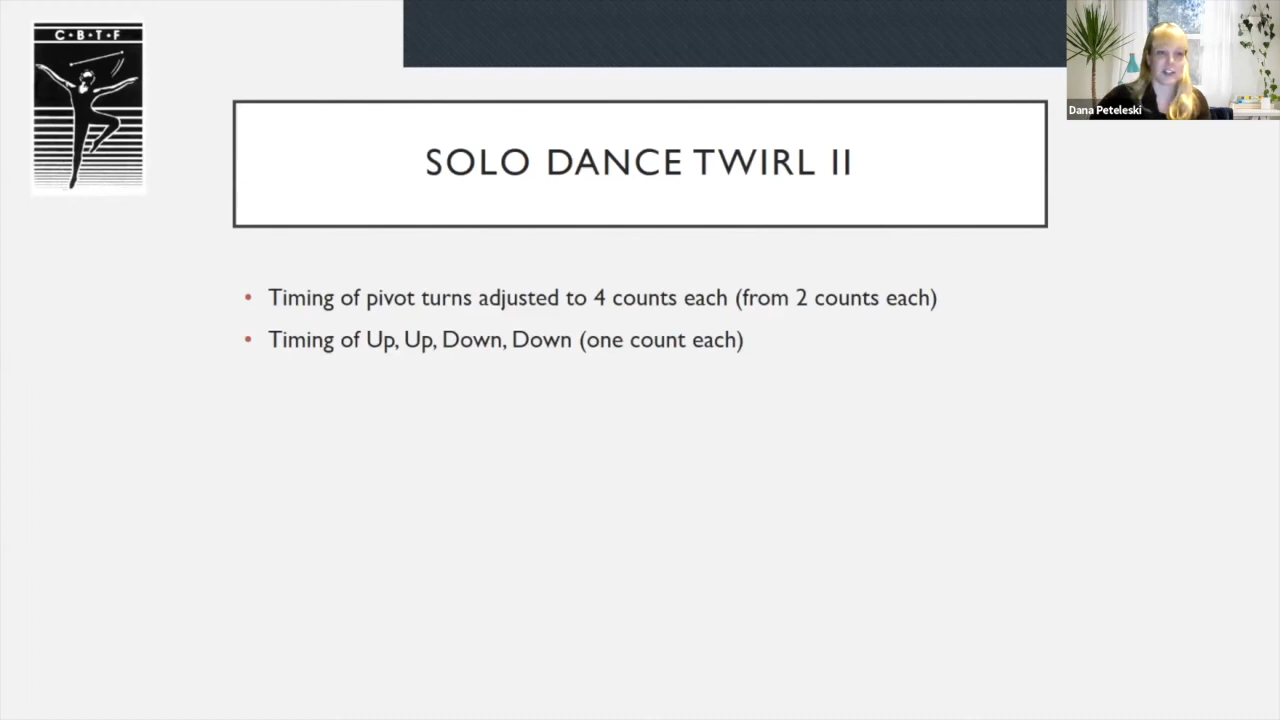 C•B•T•F
Dana Peteleski
SOLO DANCE TWIRL II
• Timing of pivot turns adjusted to 4 counts each (from 2 counts each)
• Timing of Up, Up, Down, Down (one count each)